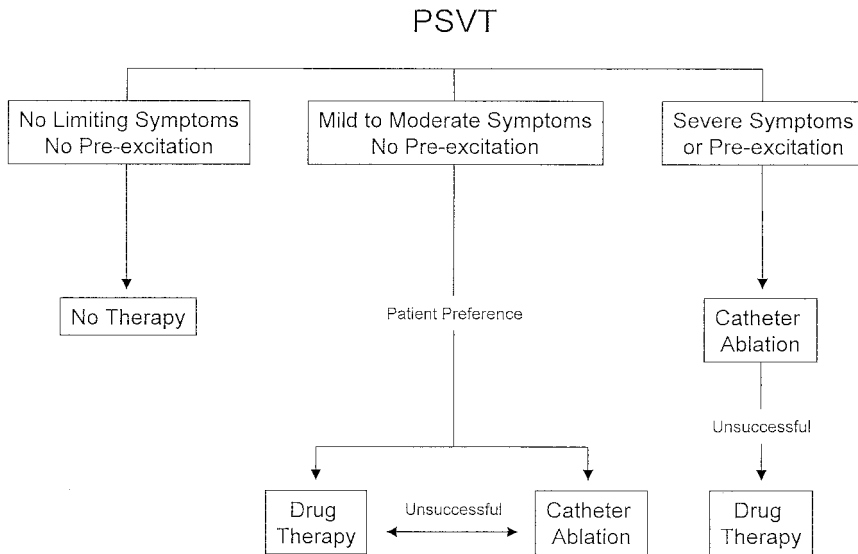 PSVT
No Limiting Symptoms
No Pre-excitation
Mild to Moderate Symptoms
No Pre-excitation
Severe Symptoms
or Pre-excitation
No Therapy
Patient Preference
Catheter
Ablation
Unsuccessful
Drug
Therapy
Unsuccessful
Catheter
Ablation
Drug
Therapy